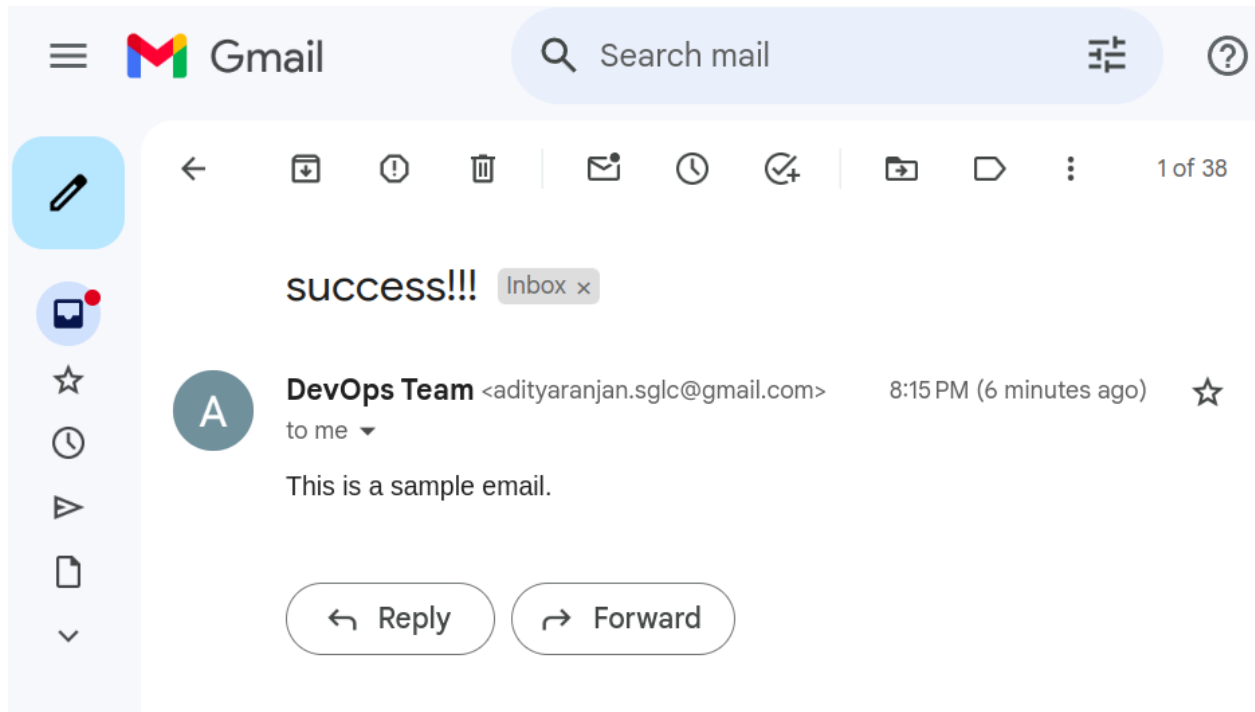 Gmail
Search mail
1 of 38
success!!! Inbox ×
A
DevOps Team <adityaranjan.sglc@gmail.com> 8:15 PM (6 minutes ago)
to me
This is a sample email.
Reply Forward